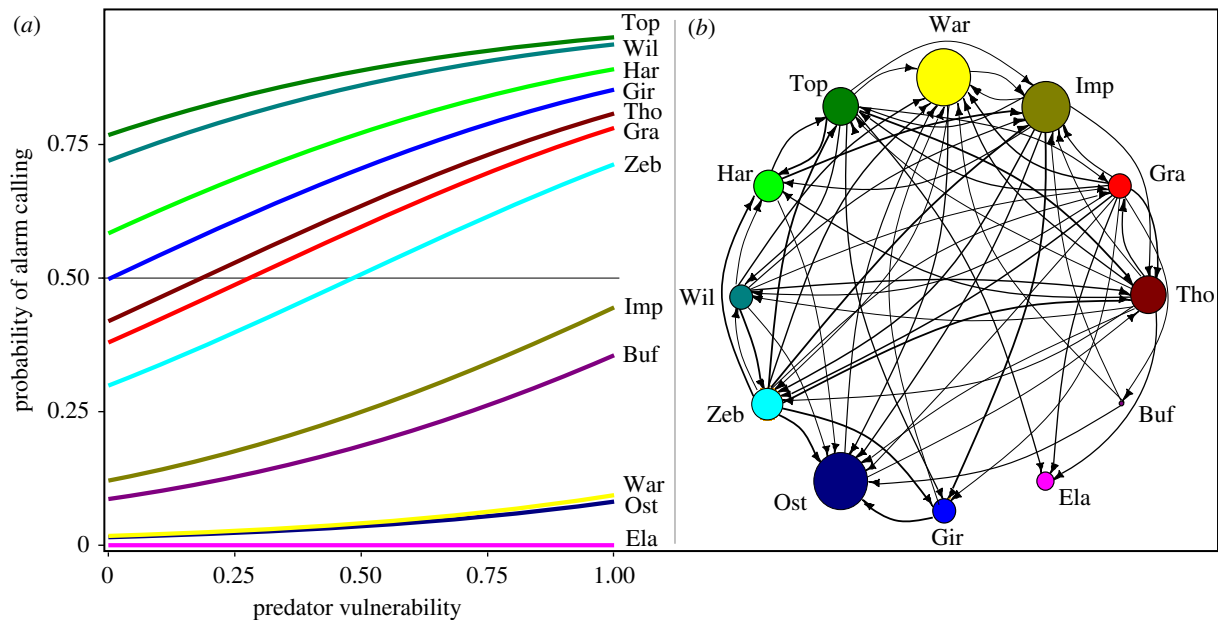 (a)
probability of alarm calling
0.75
0.50
0.25
0
0
0.25
0.50
0.75
1.00
predator vulnerability
Top
Wil
Har
Gir
Tho
Gra
Zeb
Imp
Buf
War
Ost
Ela
(b)
War
Top
Imp
Har
Gra
Wil
Tho
Zeb
Buf
Ost
Ela
Gir